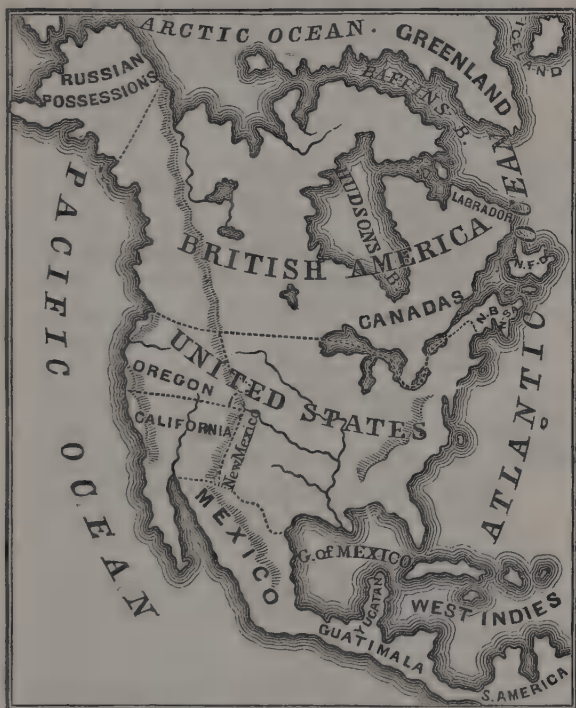 ARCTIC OCEAN.
GREENLAND
ICELAND
RUSSIAN
POSSESSIONS
BAFFINS B.
HUDSONS B
LABRADOR
BRITISH AMERICA
PACIFIC OCEAN
N.F.D
CANADAS
N.B.
UNITED STATES
OREGON
CALIFORNIA
New Mexico
MEXICO
ATLANTIC OCEAN
G. of MEXICO
YUCATAN
WEST INDIES
GUATIMALA
S. AMERICA